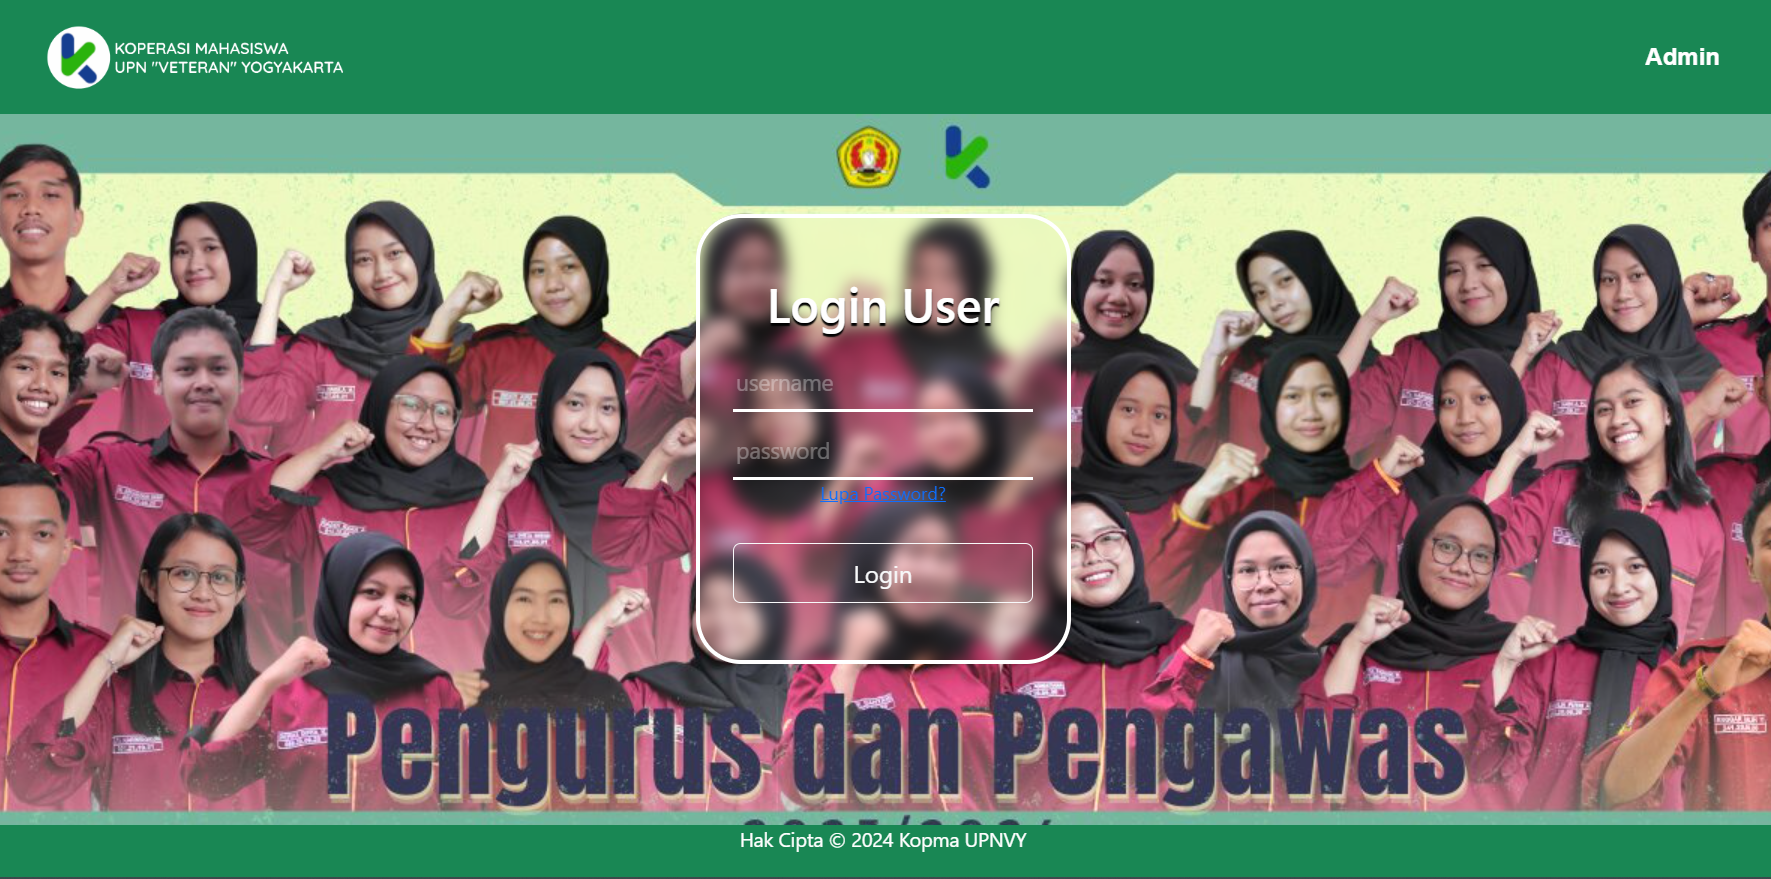 KOPERASI MAHASISWA
UPN "VETERAN" YOGYAKARTA
Admin
Login User
username
password
Lupa Password?
Login
Pengurus dan Pengawas
Hak Cipta © 2024 Kopma UPNVY